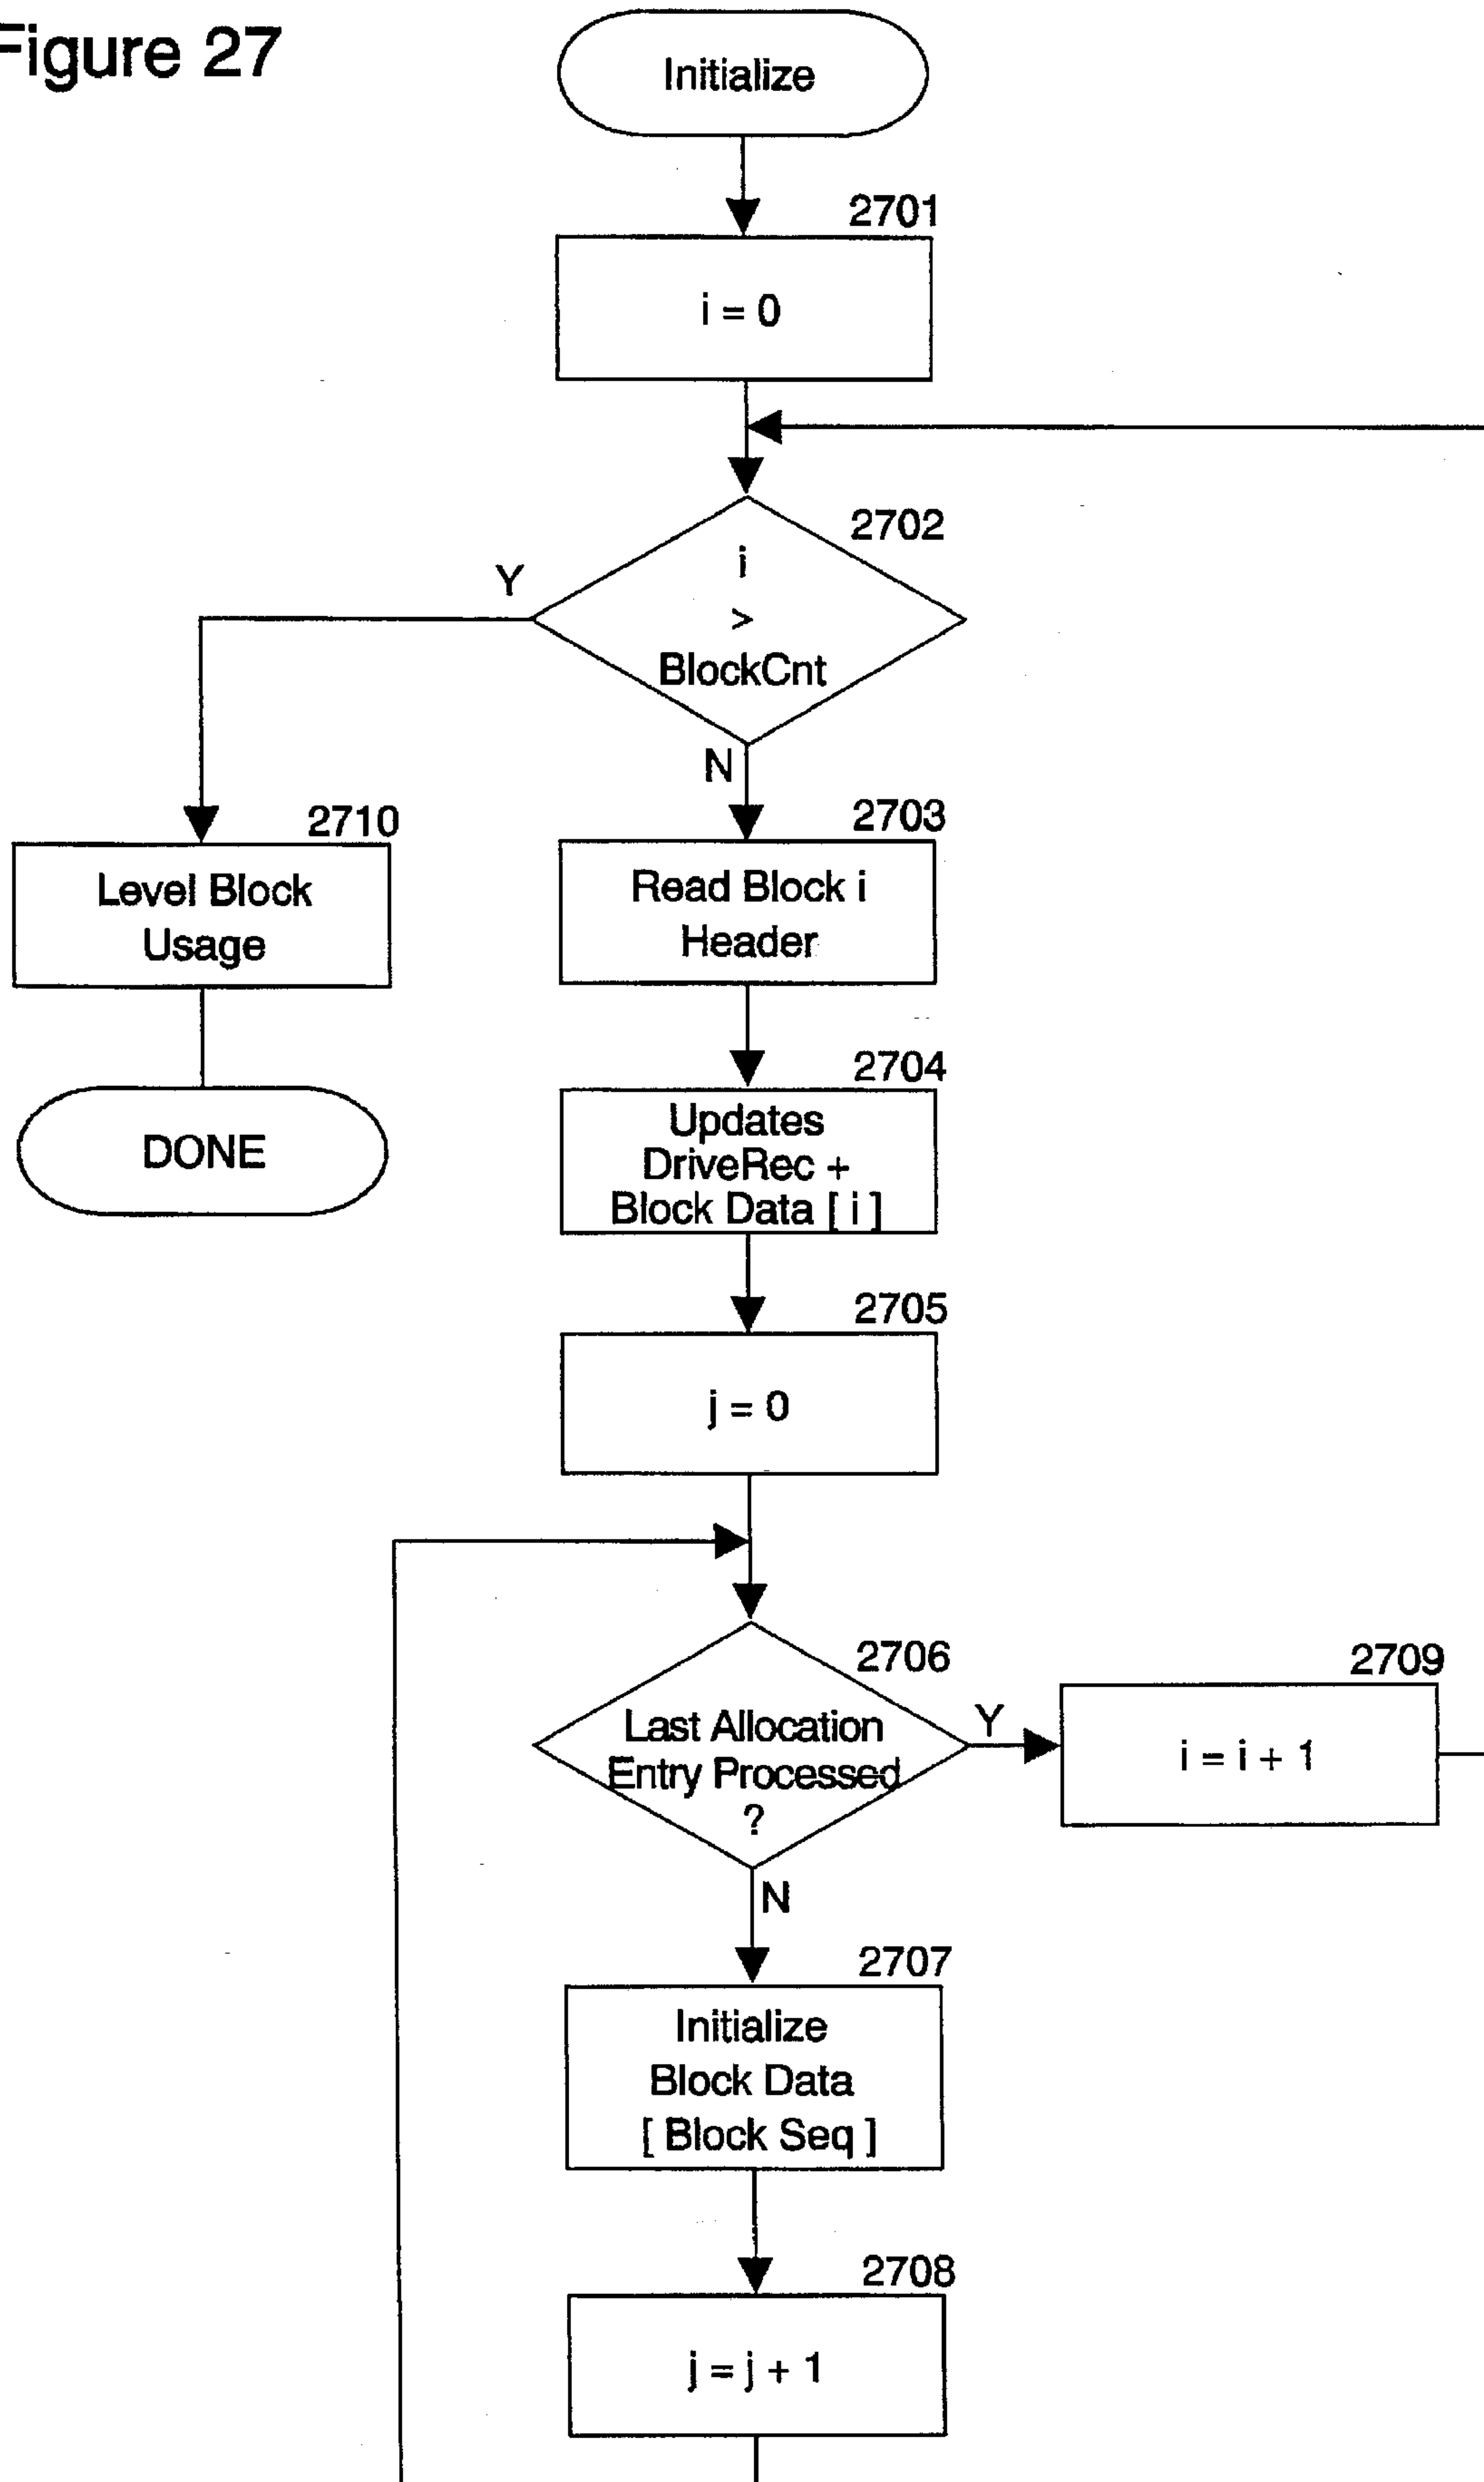 Figure 27
Initialize
2701
i = 0
2702
i
>
BlockCnt
Y
N
2710
Level Block
Usage
DONE
2703
Read Block i
Header
2704
Updates
DriveRec +
Block Data [ i ]
2705
j = 0
2706
Last Allocation
Entry Processed
?
Y
2709
i = i + 1
N
2707
Initialize
Block Data
[ Block Seq ]
2708
j = j + 1